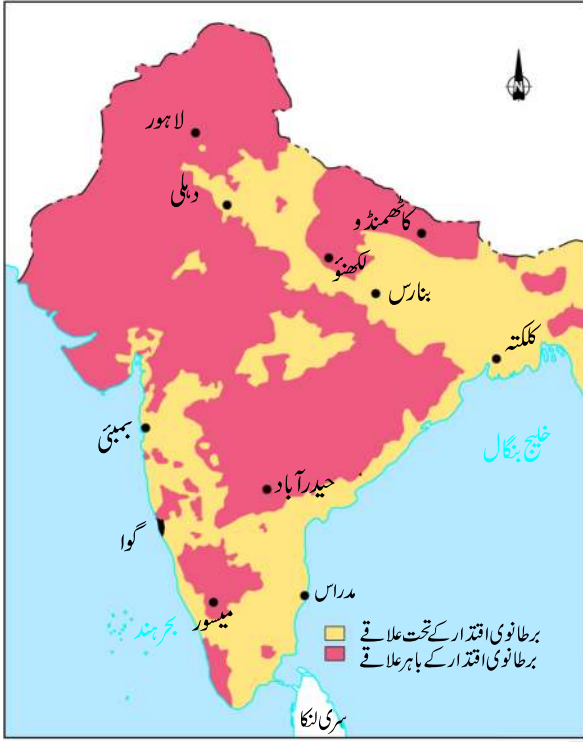 N
لاہور
دہلی
کاٹھمنڈو
لکھنؤ
بنارس
کلکتہ
بمبئی
خلیج بنگال
حیدرآباد
گوا
مدراس
میسور
بحر ہند
برطانوی اقتدار کے تحت علاقے
برطانوی اقتدار کے باہر علاقے
سری لنکا